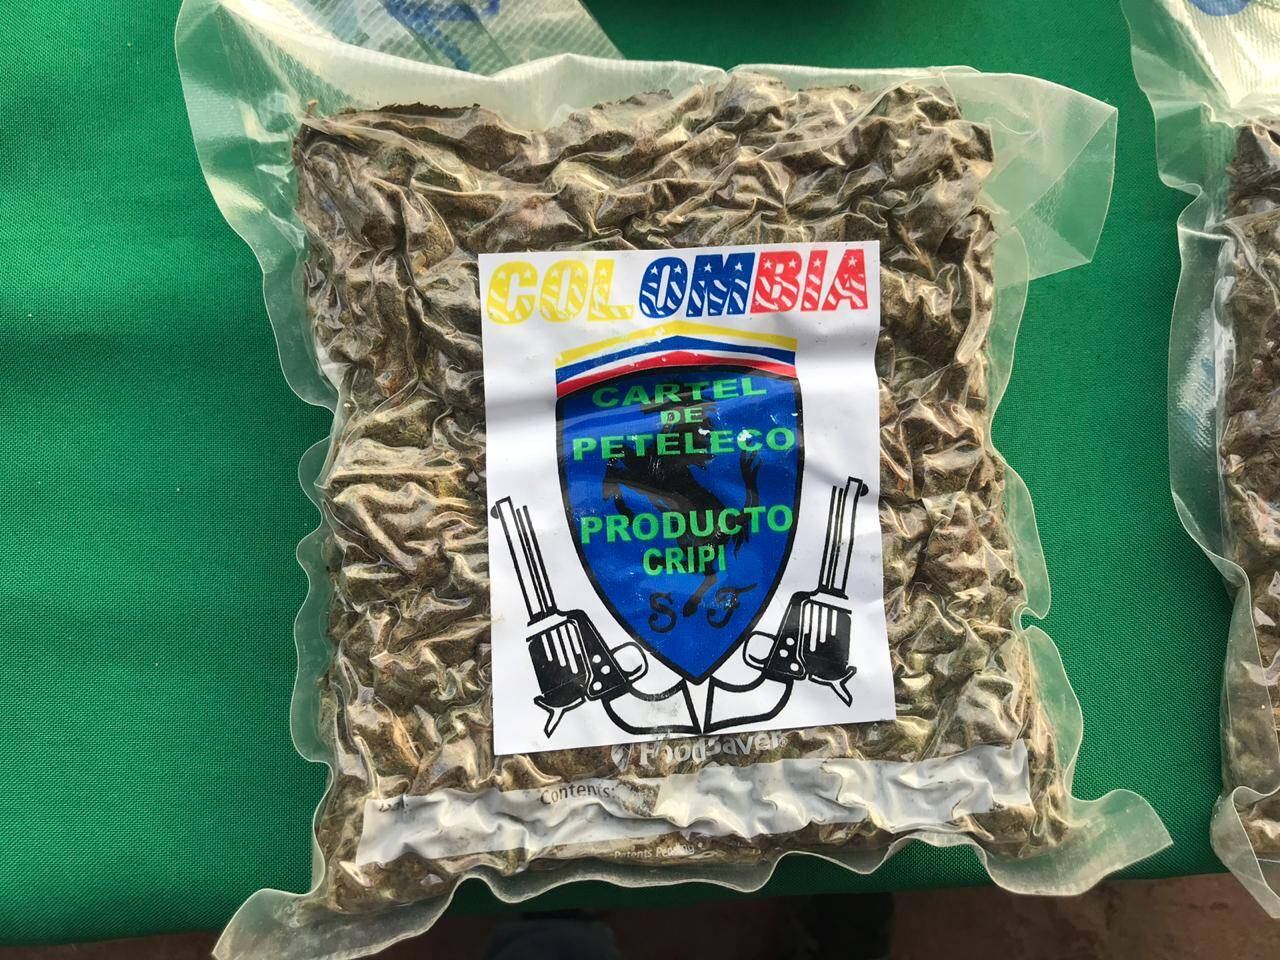 COLOMBIA
CARTEL
DE
PETELECO
PRODUCTO
CRIPI
S F
FoodSaver
Contents:
Patents Pending